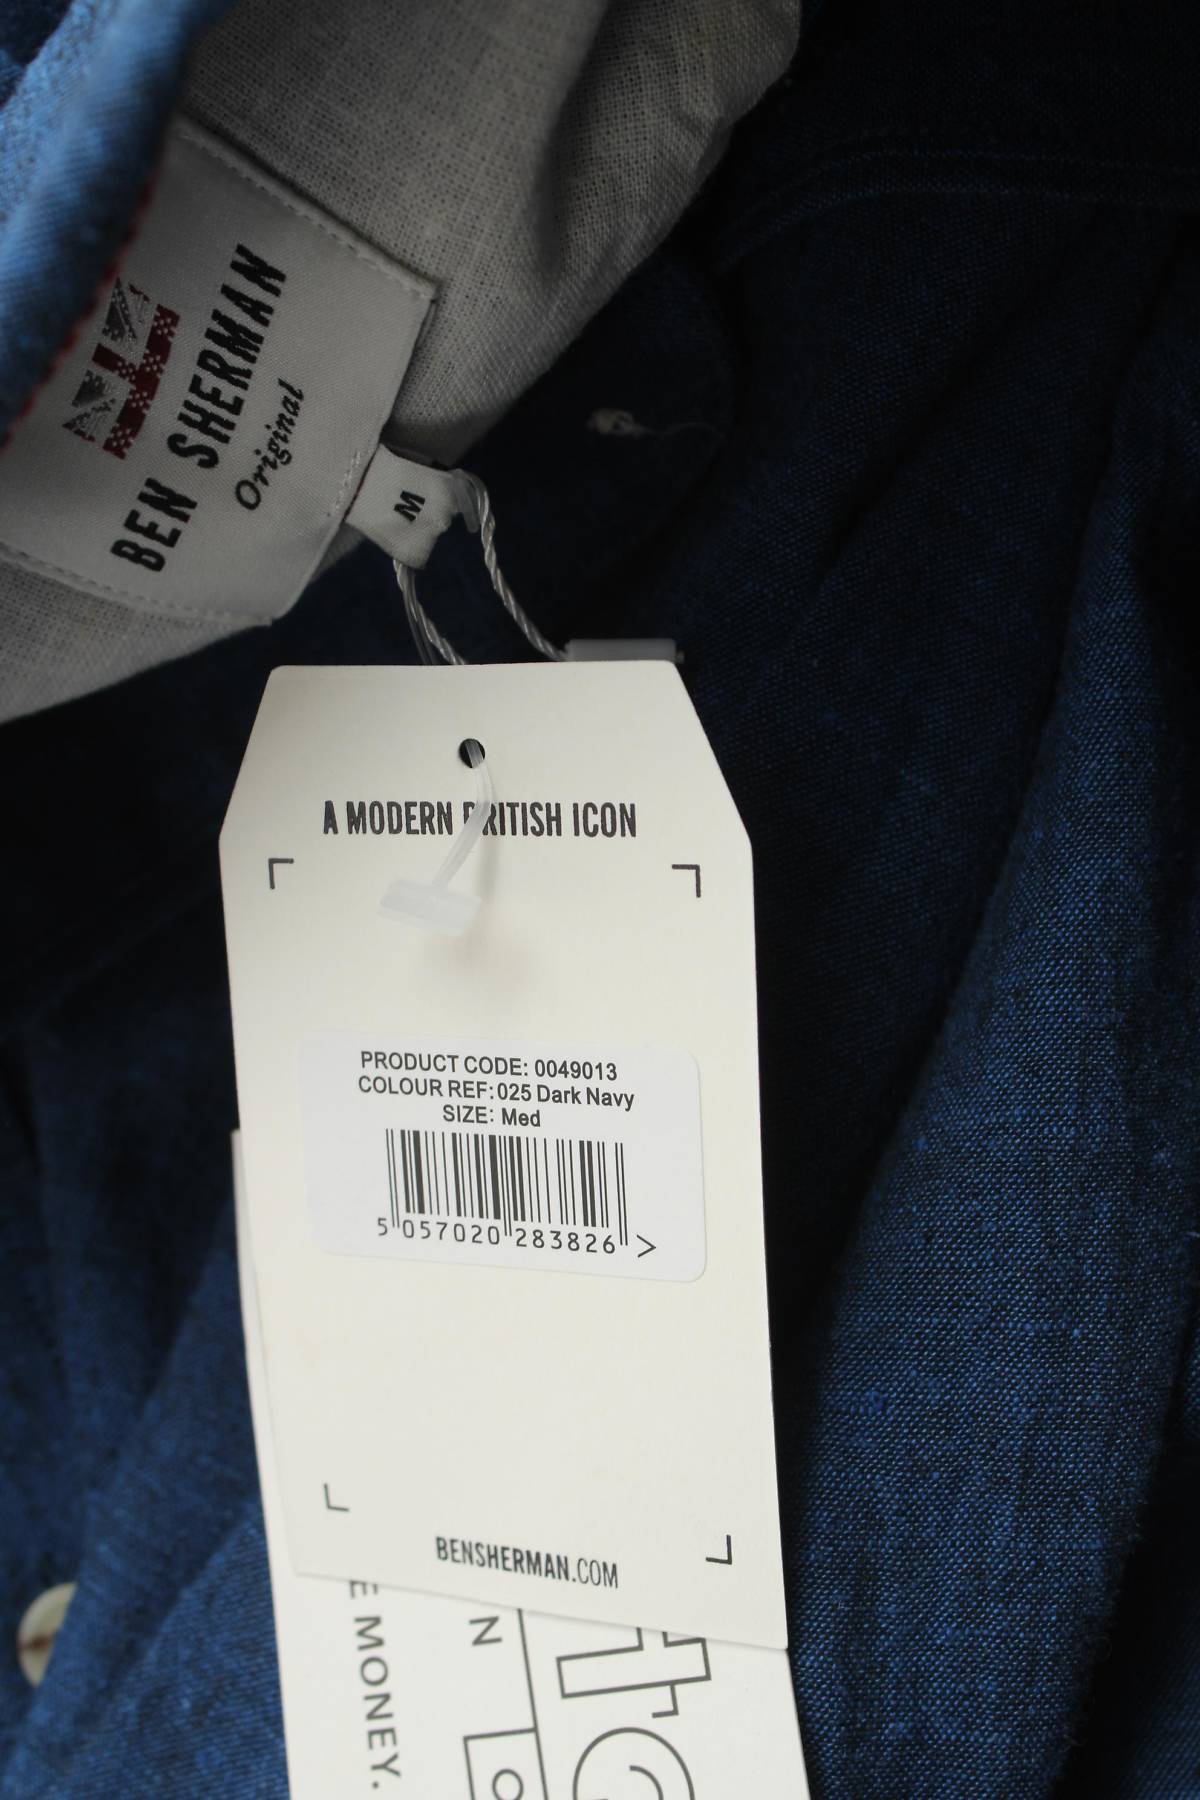 BEN SHERMAN
Original
M
A MODERN BRITISH ICON
PRODUCT CODE: 0049013
COLOUR REF: 025 Dark Navy
SIZE: Med
5 057020 283826 >
BENSHERMAN.COM
MONEY.